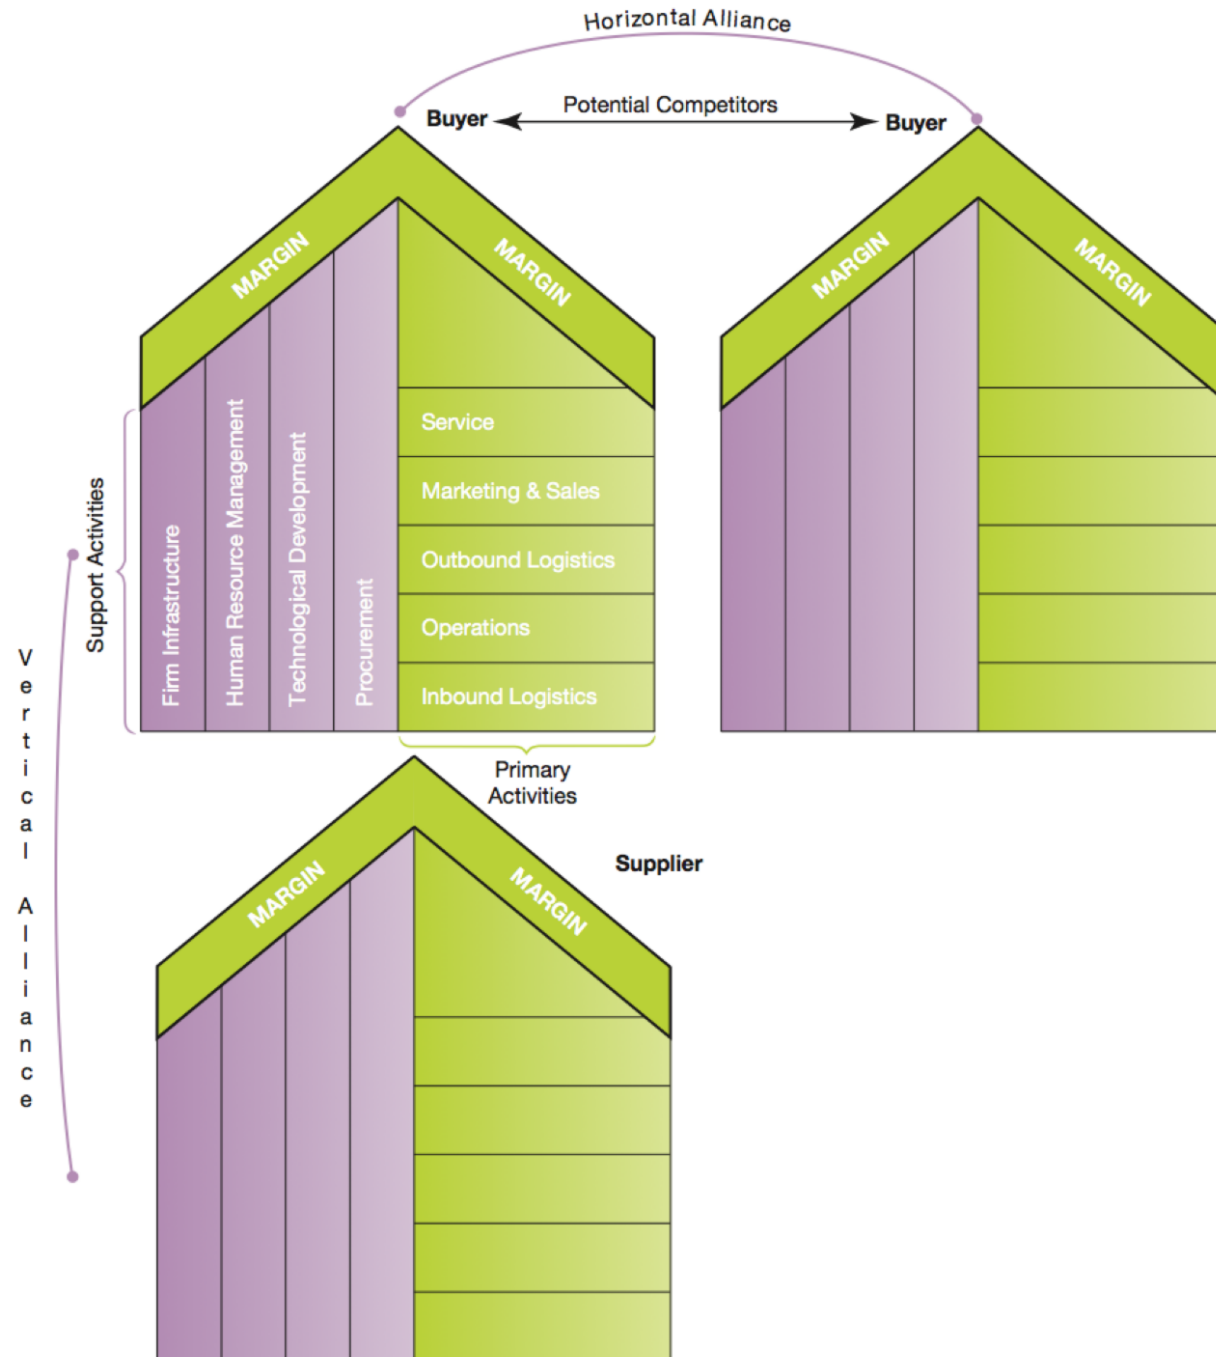 Horizontal Alliance
Potential Competitors
Buyer
Buyer
MARGIN
MARGIN
MARGIN
MARGIN
Support Activities
Firm Infrastructure
Human Resource Management
Technological Development
Procurement
Service
Marketing & Sales
Outbound Logistics
Operations
Inbound Logistics
Primary
Activities
Vertical Alliance
Supplier
MARGIN
MARGIN